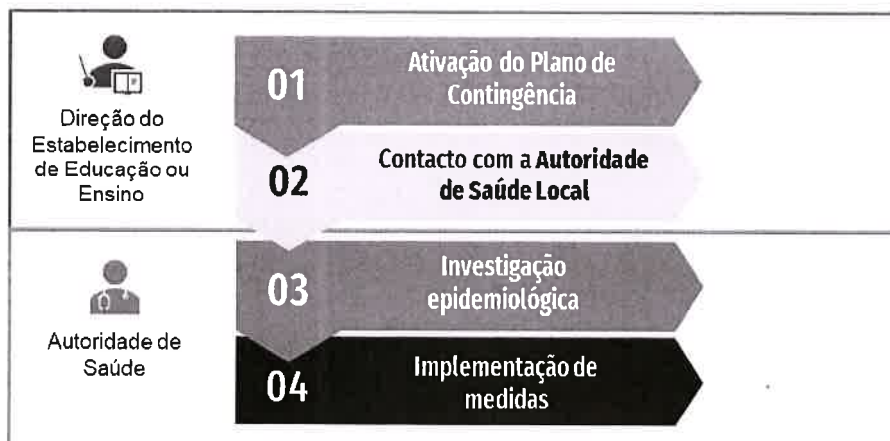 Direção do
Estabelecimento
de Educação ou
Ensino
01
Ativação do Plano de
Contingência
02
Contacto com a Autoridade
de Saúde Local
Autoridade de
Saúde
03
Investigação
epidemiológica
04
Implementação de
medidas